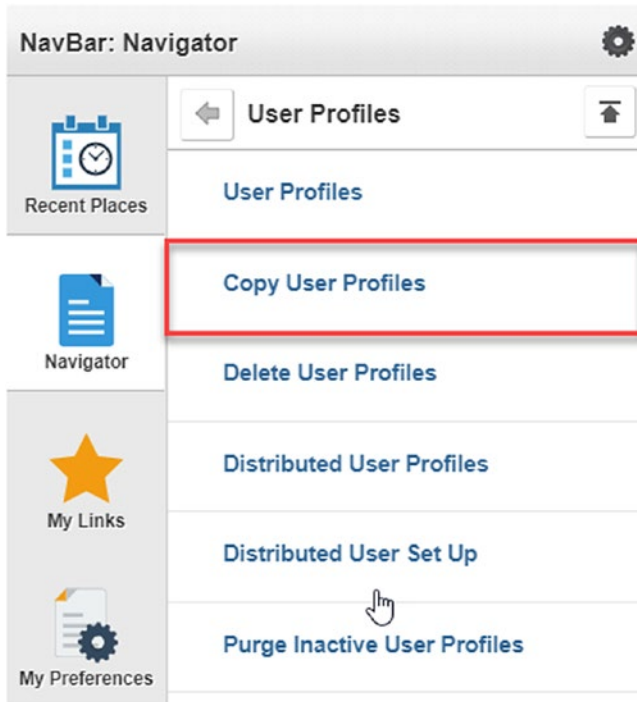 NavBar: Navigator
User Profiles
Recent Places
User Profiles
Copy User Profiles
Navigator
Delete User Profiles
Distributed User Profiles
My Links
Distributed User Set Up
My Preferences
Purge Inactive User Profiles